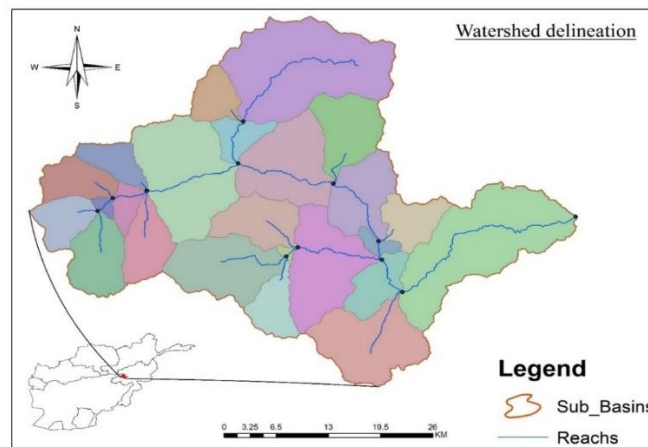 Watershed delineation
N
W E
S
Legend
Sub_Basins
Reachs
0 3.25 6.5 13 19.5 26
KM